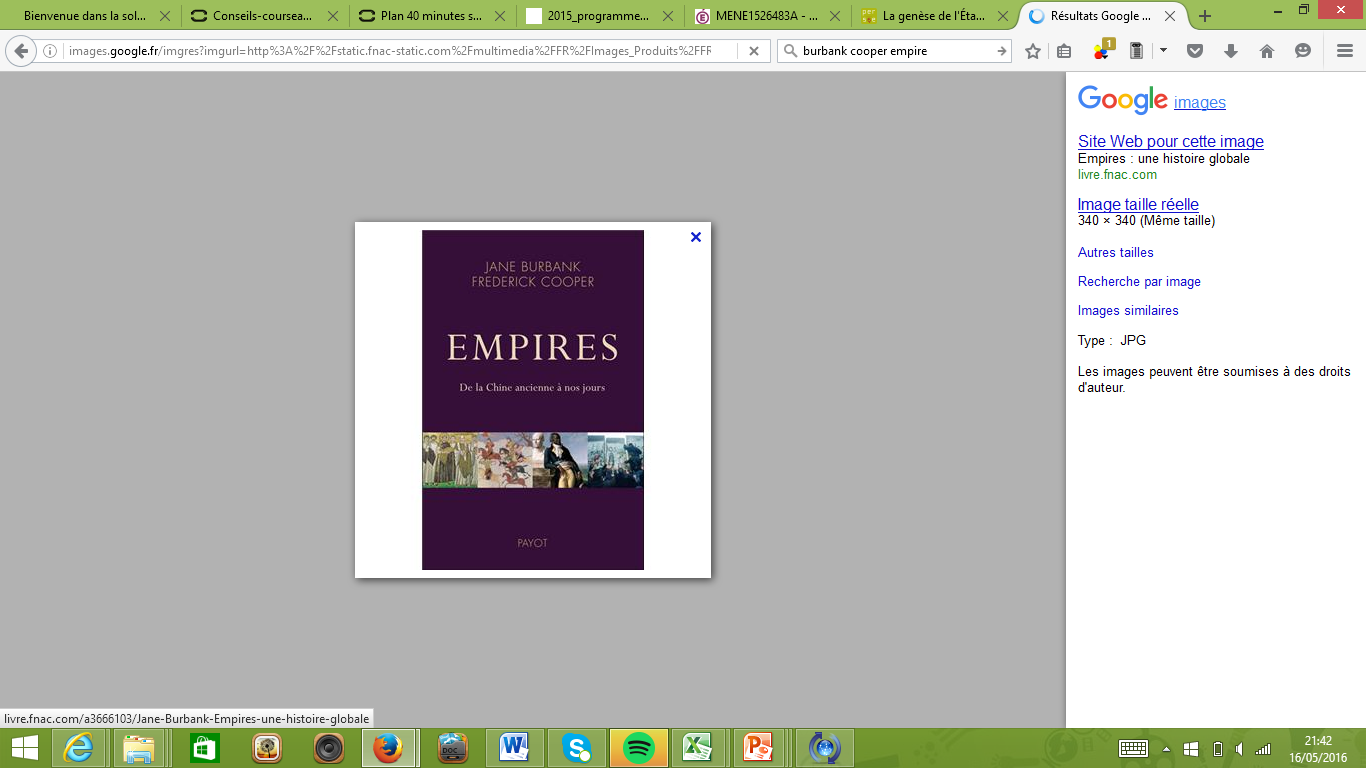 Bienvenue dans la sol...
Conseils-coursea...
Plan 40 minutes s...
2015_programme...
MENE1526483A - ...
La genèse de l'Éta...
Résultats Google ...
images.google.fr/imgres?imgurl=http%3A%2F%2Fstatic.fnac-static.com%2Fmultimedia%2FFR%2FImages_Produits%2FFR
burbank cooper empire
1
Google images
Site Web pour cette image
Empires : une histoire globale
livre.fnac.com
Image taille réelle
340 × 340 (Même taille)
Autres tailles
Recherche par image
Images similaires
Type : JPG
Les images peuvent être soumises à des droits
d'auteur.
JANE BURBANK
FREDERICK COOPER
EMPIRES
De la Chine ancienne à nos jours
PAYOT
livre.fnac.com/a3666103/Jane-Burbank-Empires-une-histoire-globale
DOC
21:42
16/05/2016